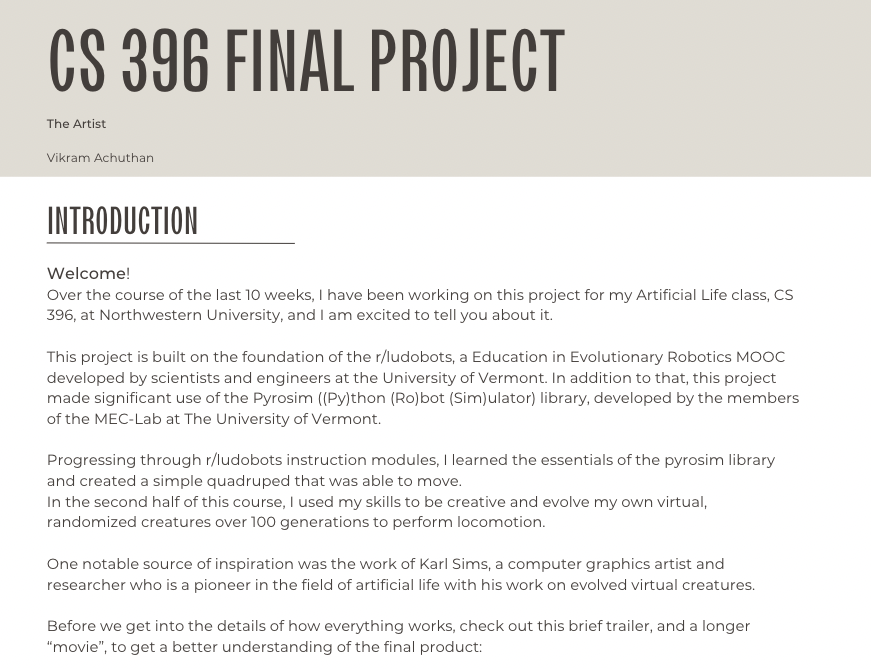 CS 396 FINAL PROJECT
The Artist
Vikram Achuthan
INTRODUCTION
Welcome!
Over the course of the last 10 weeks, I have been working on this project for my Artificial Life class, CS
396, at Northwestern University, and I am excited to tell you about it.
This project is built on the foundation of the r/ludobots, a Education in Evolutionary Robotics MOOC
developed by scientists and engineers at the University of Vermont. In addition to that, this project
made significant use of the Pyrosim ((Py)thon (Ro)bot (Sim)ulator) library, developed by the members
of the MEC-Lab at The University of Vermont.
Progressing through r/ludobots instruction modules, I learned the essentials of the pyrosim library
and created a simple quadruped that was able to move.
In the second half of this course, I used my skills to be creative and evolve my own virtual,
randomized creatures over 100 generations to perform locomotion.
One notable source of inspiration was the work of Karl Sims, a computer graphics artist and
researcher who is a pioneer in the field of artificial life with his work on evolved virtual creatures.
Before we get into the details of how everything works, check out this brief trailer, and a longer
“movie”, to get a better understanding of the final product: